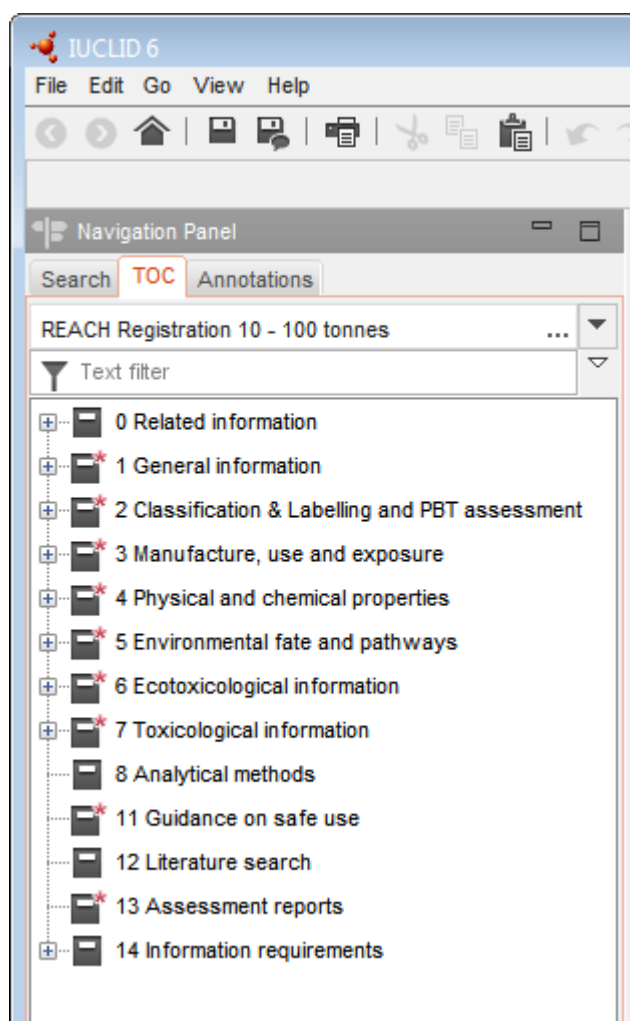 IUCLID 6
File Edit Go View Help
Navigation Panel
Search TOC Annotations
REACH Registration 10 - 100 tonnes ...
Text filter
0 Related information
1 General information
2 Classification & Labelling and PBT assessment
3 Manufacture, use and exposure
4 Physical and chemical properties
5 Environmental fate and pathways
6 Ecotoxicological information
7 Toxicological information
8 Analytical methods
11 Guidance on safe use
12 Literature search
13 Assessment reports
14 Information requirements